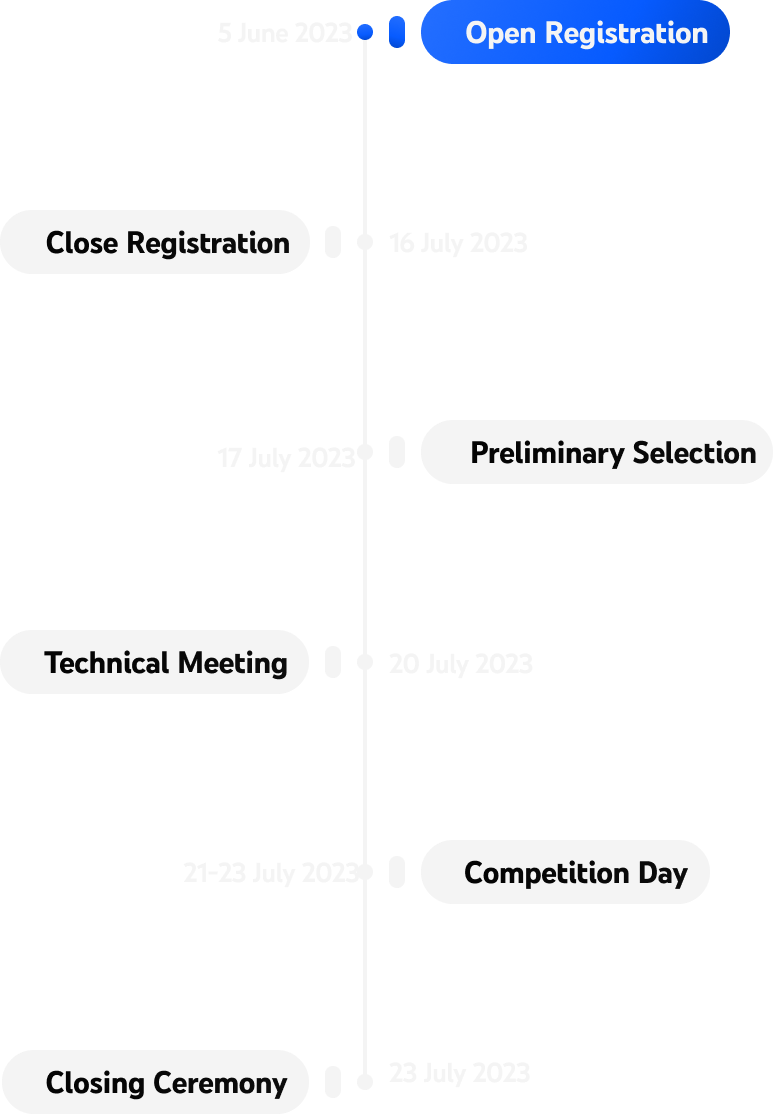 5 June 2023
Open Registration
Close Registration
16 July 2023
17 July 2023
Preliminary Selection
Technical Meeting
20 July 2023
21-23 July 2023
Competition Day
Closing Ceremony
23 July 2023